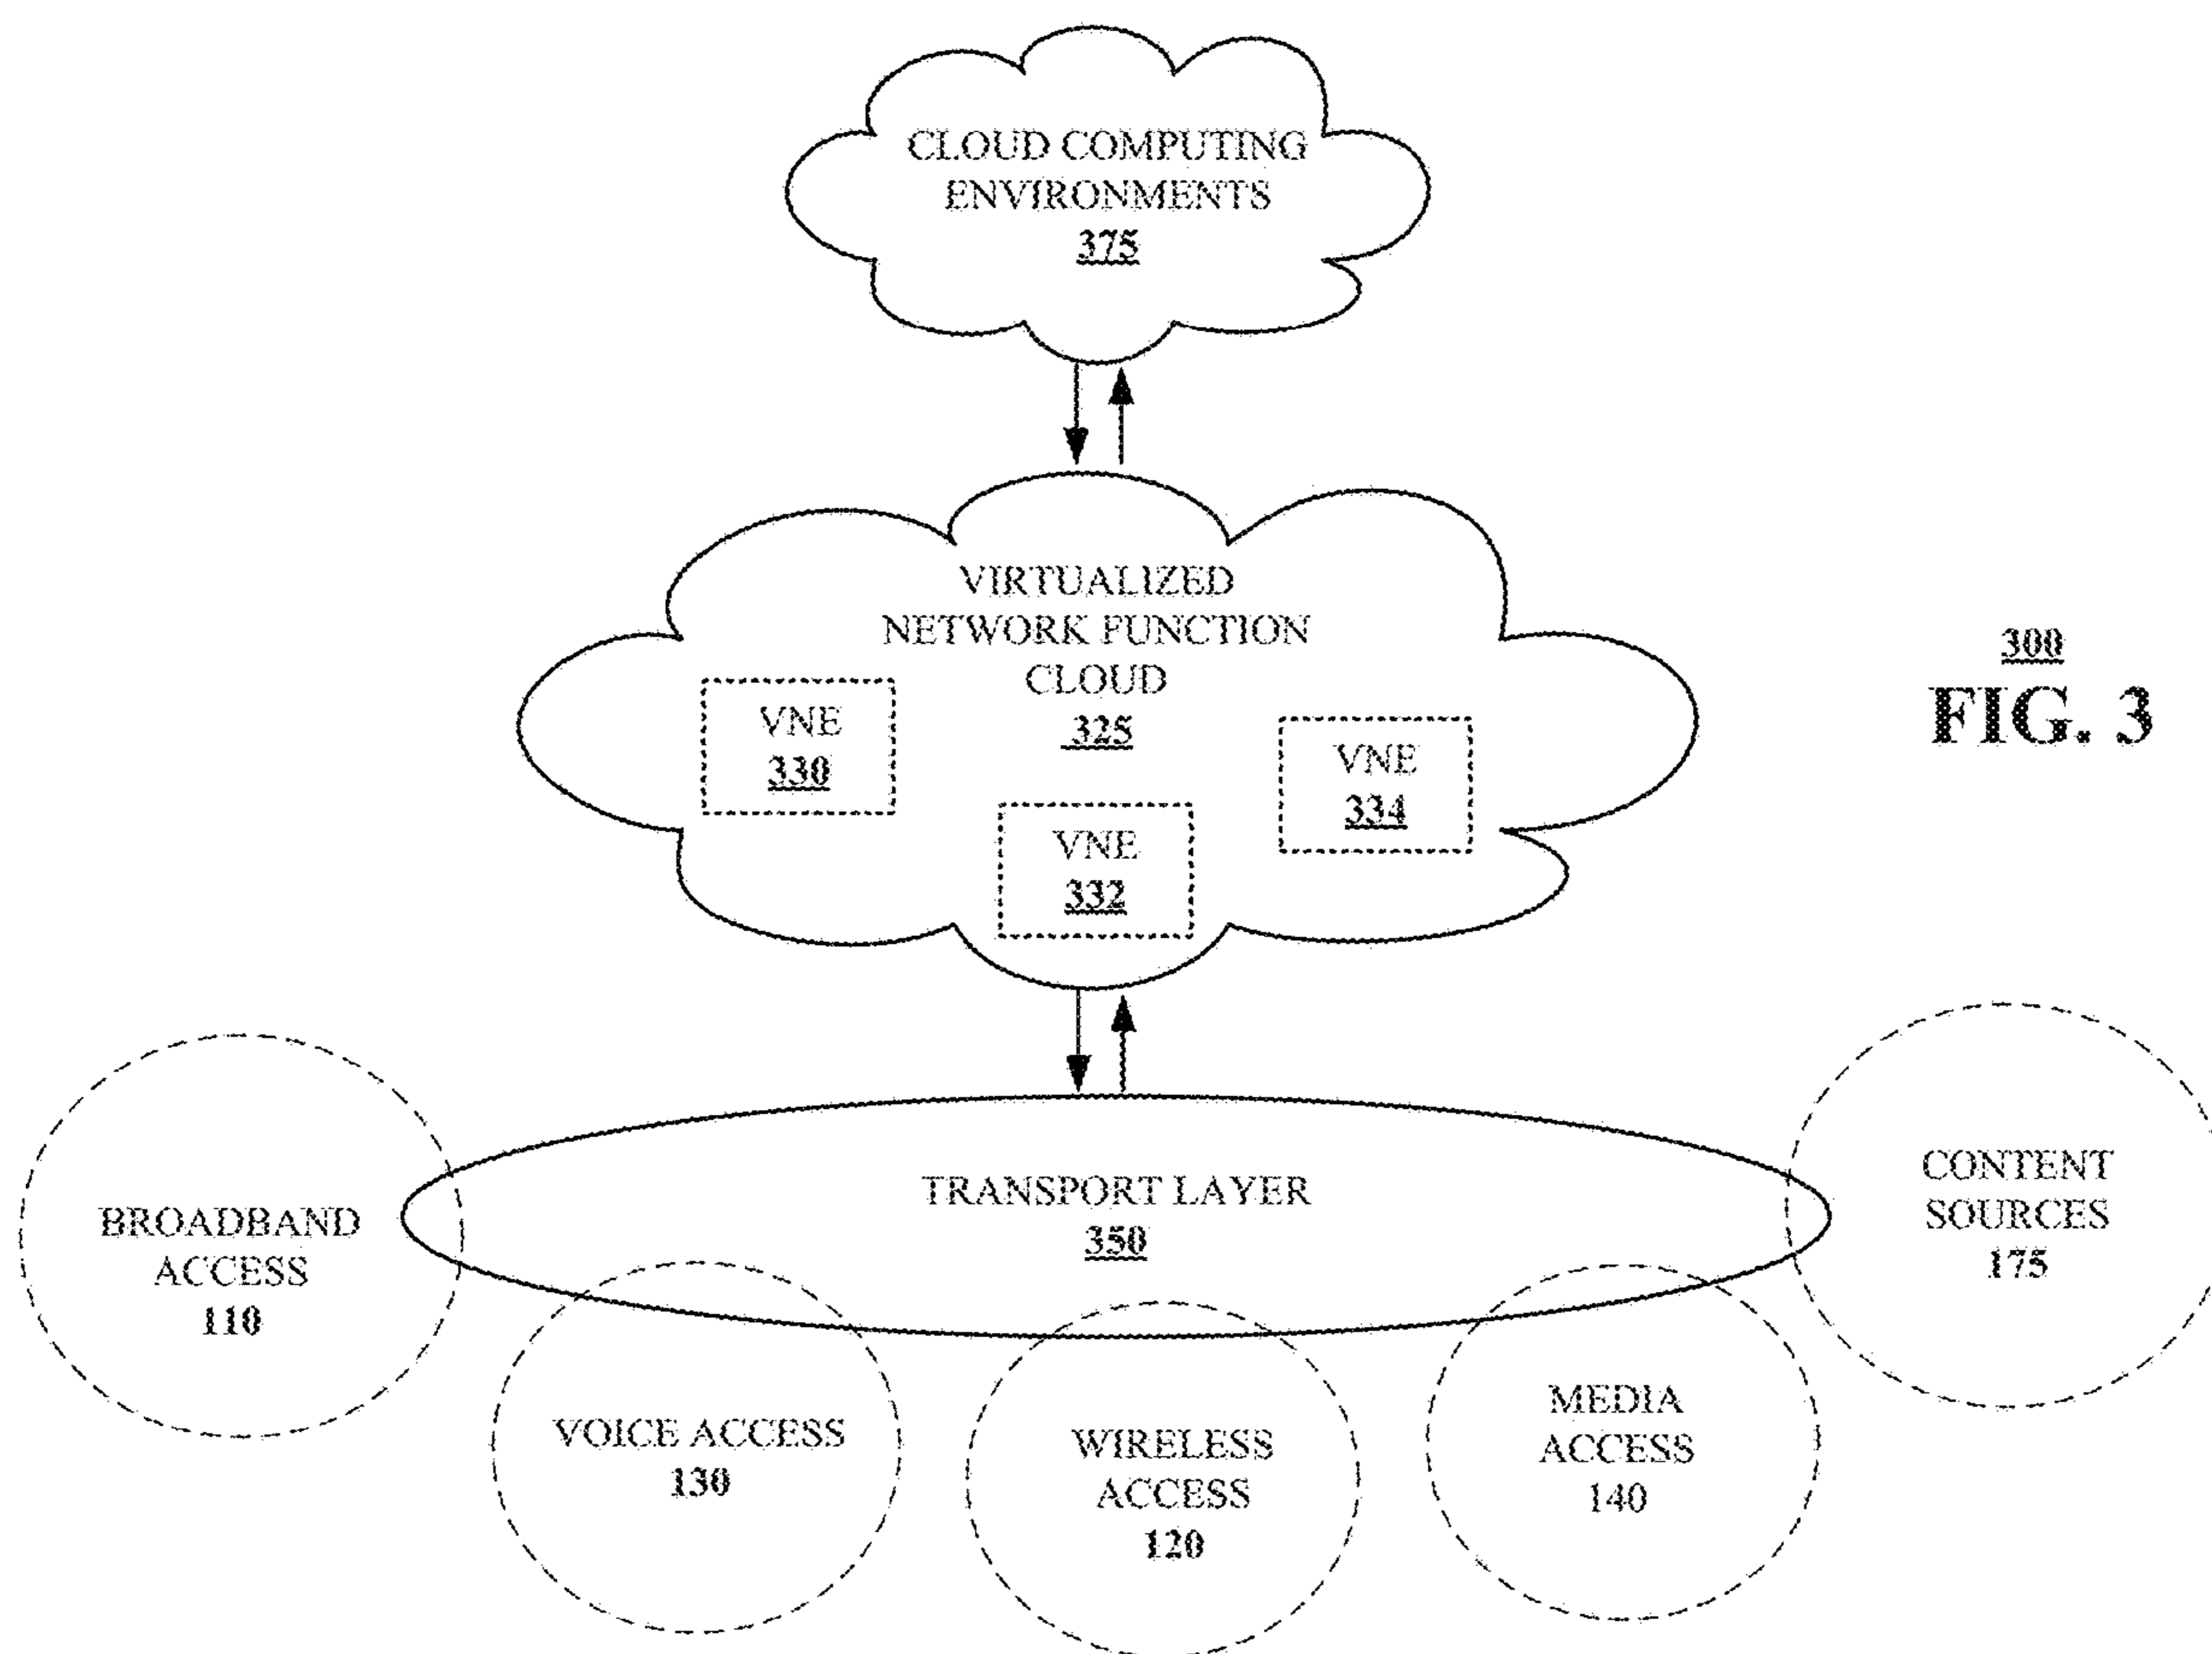 CLOUD COMPUTING
ENVIRONMENTS
375
VIRTUALIZED
NETWORK FUNCTION
CLOUD
325
VNE
330
VNE
332
VNE
334
300
FIG. 3
TRANSPORT LAYER
350
BROADBAND
ACCESS
110
VOICE ACCESS
130
WIRELESS
ACCESS
120
MEDIA
ACCESS
140
CONTENT
SOURCES
175